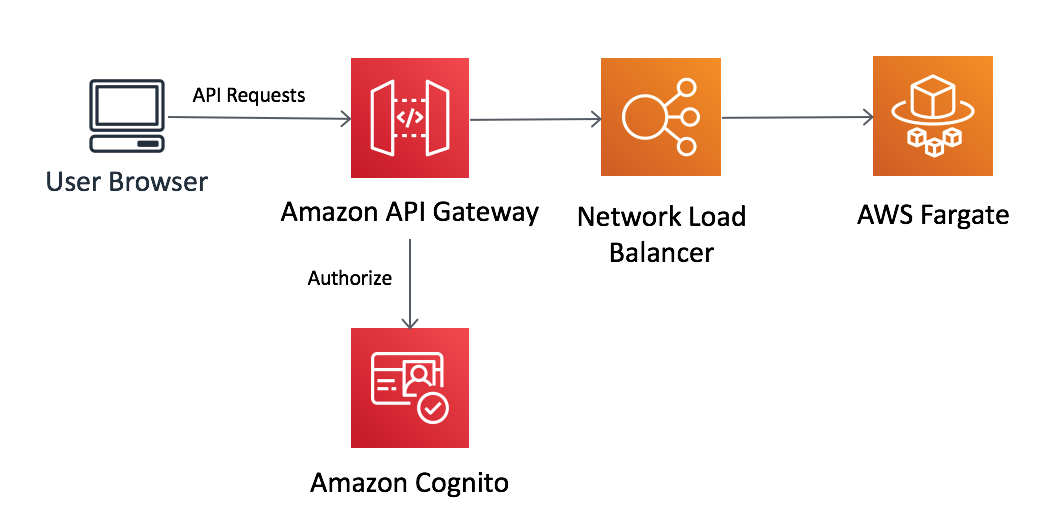 API Requests
User Browser
Amazon API Gateway
Network Load
Balancer
AWS Fargate
Authorize
Amazon Cognito